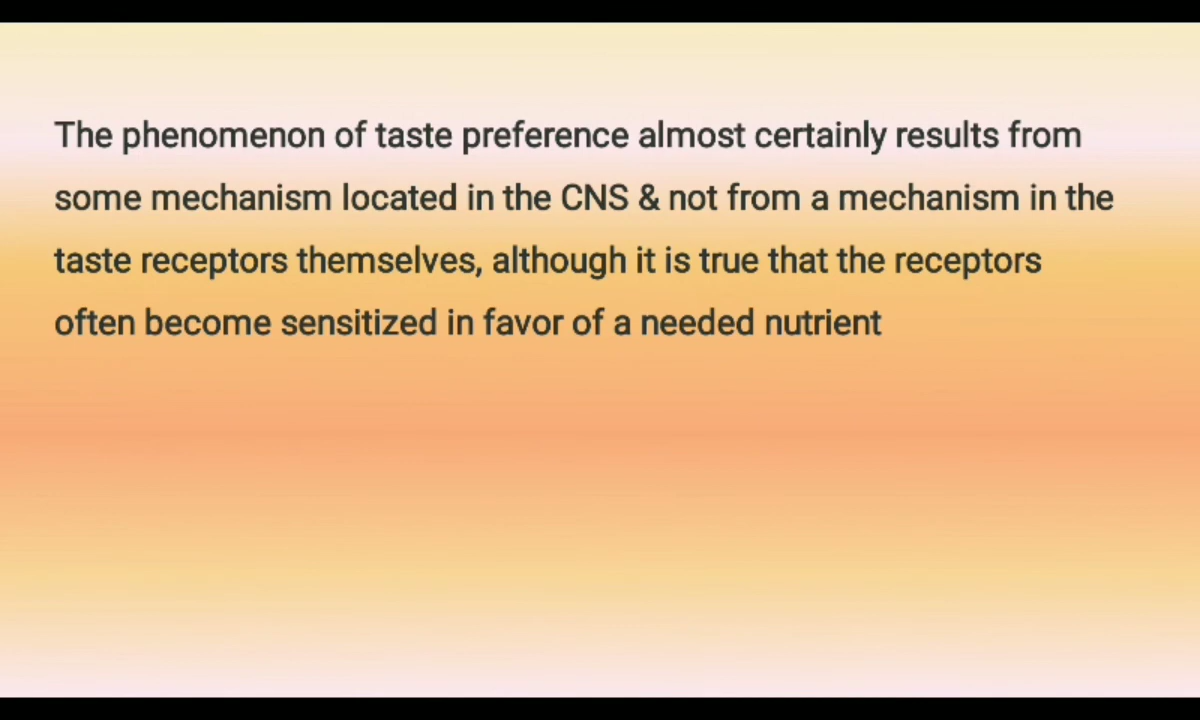 The phenomenon of taste preference almost certainly results from
some mechanism located in the CNS & not from a mechanism in the
taste receptors themselves, although it is true that the receptors
often become sensitized in favor of a needed nutrient